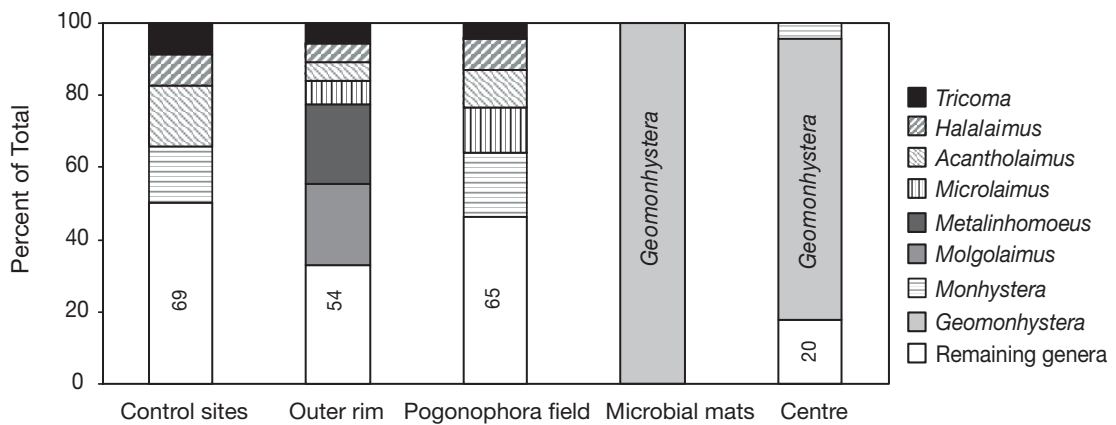 Percent of Total
100
80
60
40
20
0
69
54
65
Geomonhystera
Geomonhystera
20
Control sites
Outer rim
Pogonophora field
Microbial mats
Centre
Tricoma
Halalaimus
Acantholaimus
Microlaimus
Metalinhomoeus
Molgolaimus
Monhystera
Geomonhystera
Remaining genera